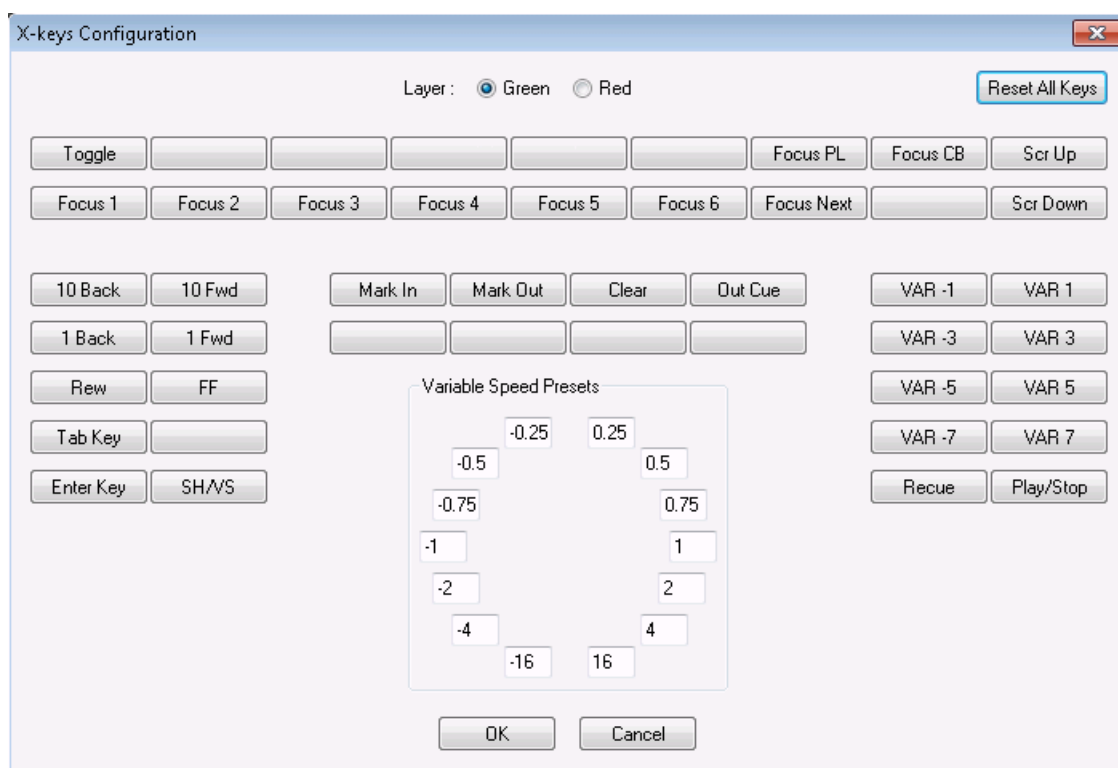 X-keys Configuration
Layer : Green Red Reset All Keys
Toggle Focus PL Focus CB Scr Up
Focus 1 Focus 2 Focus 3 Focus 4 Focus 5 Focus 6 Focus Next Scr Down
10 Back 10 Fwd Mark In Mark Out Clear Out Cue VAR -1 VAR 1
1 Back 1 Fwd VAR -3 VAR 3
Rew FF Variable Speed Presets VAR -5 VAR 5
Tab Key -0.25 0.25 VAR -7 VAR 7
-0.5 0.5
Enter Key SH/VS -0.75 0.75 Recue Play/Stop
-1 1
-2 2
-4 4
-16 16
OK Cancel